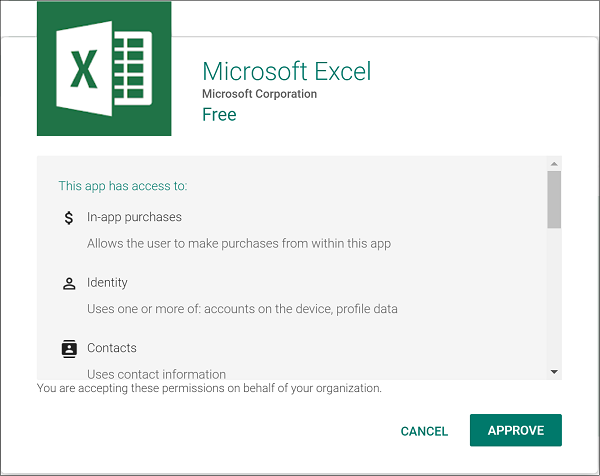 X
Microsoft Excel
Microsoft Corporation
Free
This app has access to:
$ In-app purchases
Allows the user to make purchases from within this app
Identity
Uses one or more of: accounts on the device, profile data
Contacts
Uses contact information
You are accepting these permissions on behalf of your organization.
CANCEL APPROVE